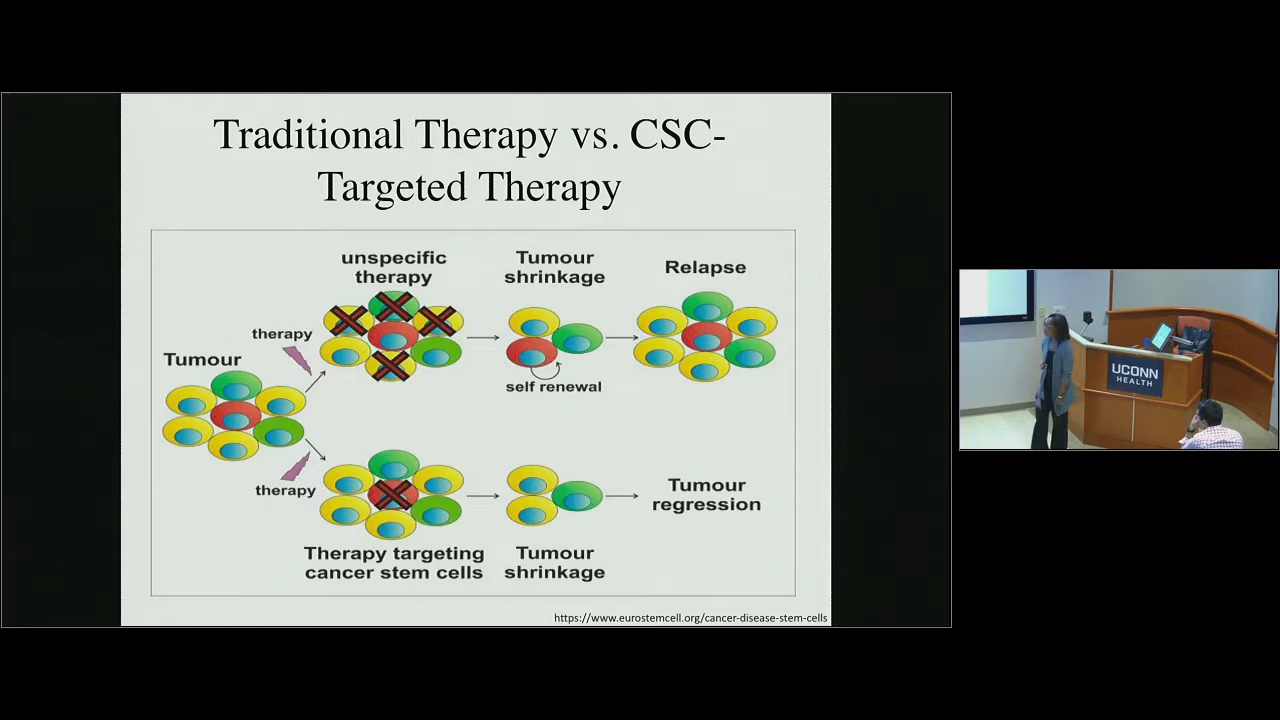 Traditional Therapy vs. CSC-
Targeted Therapy
unspecific
therapy
Tumour
shrinkage
Relapse
therapy
Tumour
self renewal
therapy
Therapy targeting
cancer stem cells
Tumour
shrinkage
Tumour
regression
https://www.eurostemcell.org/cancer-disease-stem-cells
UCONN
HEALTH